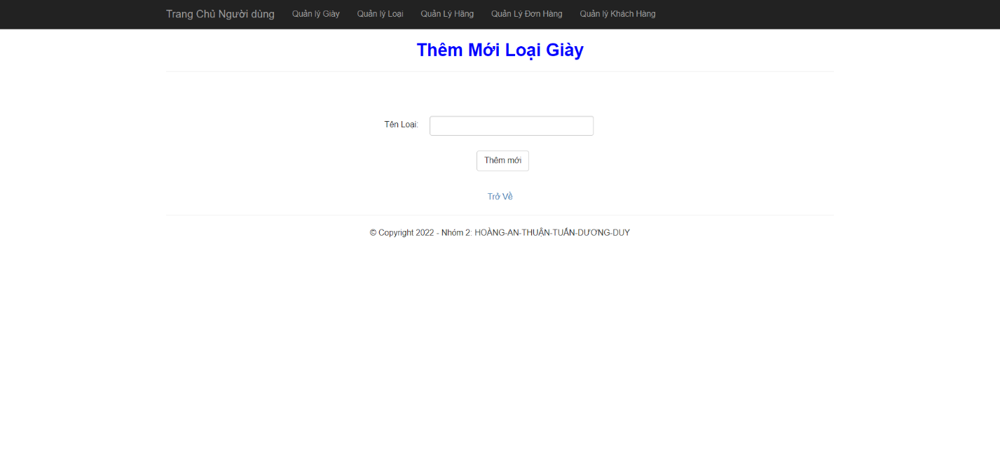 Trang Chủ Người dùng Quản lý Giày Quản lý Loại Quản Lý Hãng Quản Lý Đơn Hàng Quản lý Khách Hàng
Thêm Mới Loại Giày
Tên Loại:
Thêm mới
Trở Về
© Copyright 2022 - Nhóm 2: HOÀNG-AN-THUẬN-TUẤN-DƯƠNG-DUY